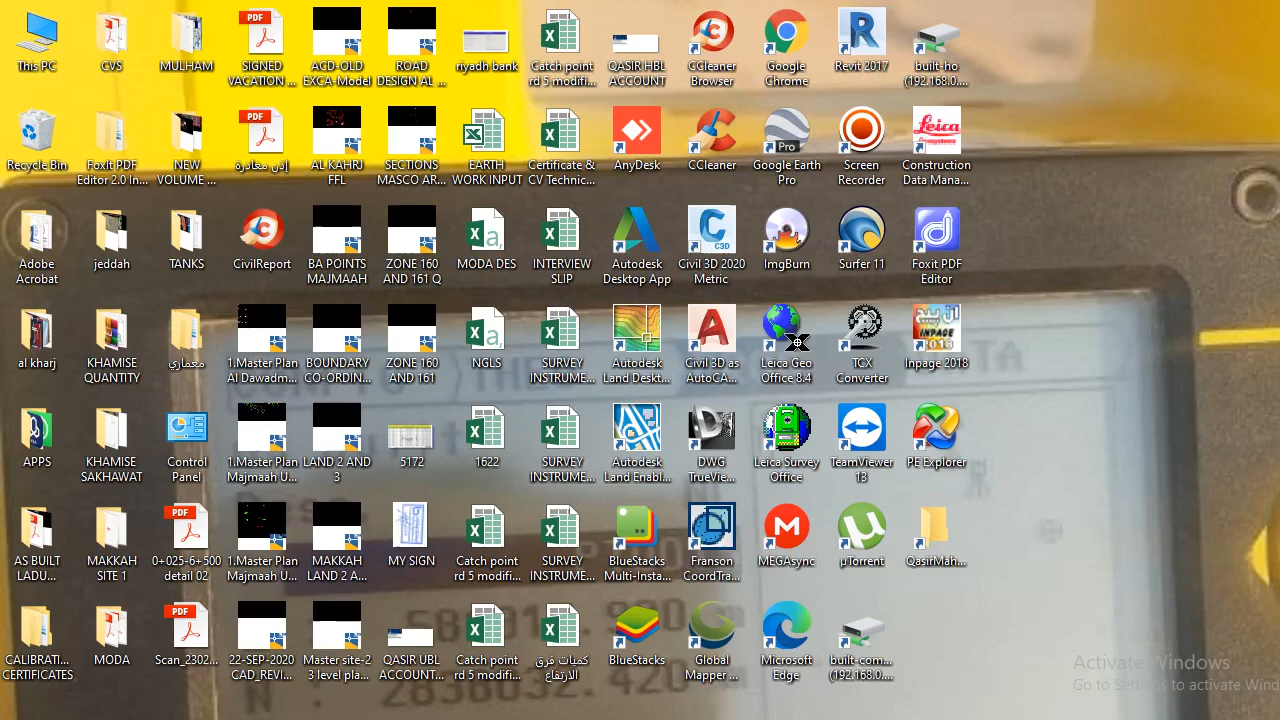 This PC
CVS
MULHAM
SIGNED
VACATION ...
ACD-OLD
EXCA-Model
ROAD
DESIGN AL ...
riyadh bank
Catch point
rd 5 modifi...
QASIR HBL
ACCOUNT
CCleaner
Browser
Google
Chrome
Revit 2017
built-ho
(192.168.0....
Recycle Bin
FoxIt PDF
Editor 2.0 In...
NEW
VOLUME ...
إذن مغادرة
AL KAHRJ
FFL
SECTIONS
MASCO AR...
EARTH
WORK INPUT
Certificate &
CV Technic...
AnyDesk
CCleaner
Pro
Google Earth
Pro
Screen
Recorder
Leica
Construction
Data Mana...
Adobe
Acrobat
jeddah
TANKS
CivilReport
BA POINTS
MAJMAAH
ZONE 160
AND 161 Q
MODA DES
INTERVIEW
SLIP
Autodesk
Desktop App
C3D
Civil 3D 2020
Metric
ImgBurn
Surfer 11
Foxit PDF
Editor
al kharj
KHAMISE
QUANTITY
معماري
1.Master Plan
Al Dawadm...
BOUNDARY
CO-ORDIN...
ZONE 160
AND 161
NGLS
SURVEY
INSTRUME...
Autodesk
Land Deskt...
Civil 3D as
AutoCA...
Leica Geo
Office 8.4
TCX
Converter
INPAGE
2018
Inpage 2018
APPS
KHAMISE
SAKHAWAT
Control
Panel
1.Master Plan
Majmaah U...
LAND 2 AND
3
5172
1622
SURVEY
INSTRUME...
Autodesk
Land Enabl...
DWG
TrueVie...
Leica Survey
Office
TeamViewer
13
PE Explorer
AS BUILT
LADU...
MAKKAH
SITE 1
0+025-6+500
detail 02
1.Master Plan
Majmaah U...
MAKKAH
LAND 2 A...
MY SIGN
Catch point
rd 5 modifi...
SURVEY
INSTRUME...
BlueStacks
Multi-Insta...
Franson
CoordTra...
MEGAsync
µTorrent
QasirMah...
CALIBRATI...
CERTIFICATES
MODA
Scan_2302...
22-SEP-2020
CAD_REVI...
Master site-2
3 level pla...
QASIR UBL
ACCOUNT...
Catch point
rd 5 modifi...
كميات فرق
الارتفاع
BlueStacks
Global
Mapper ...
Microsoft
Edge
built-com...
(192.168.0....
Activate Windows
Go to Settings to activate Wind